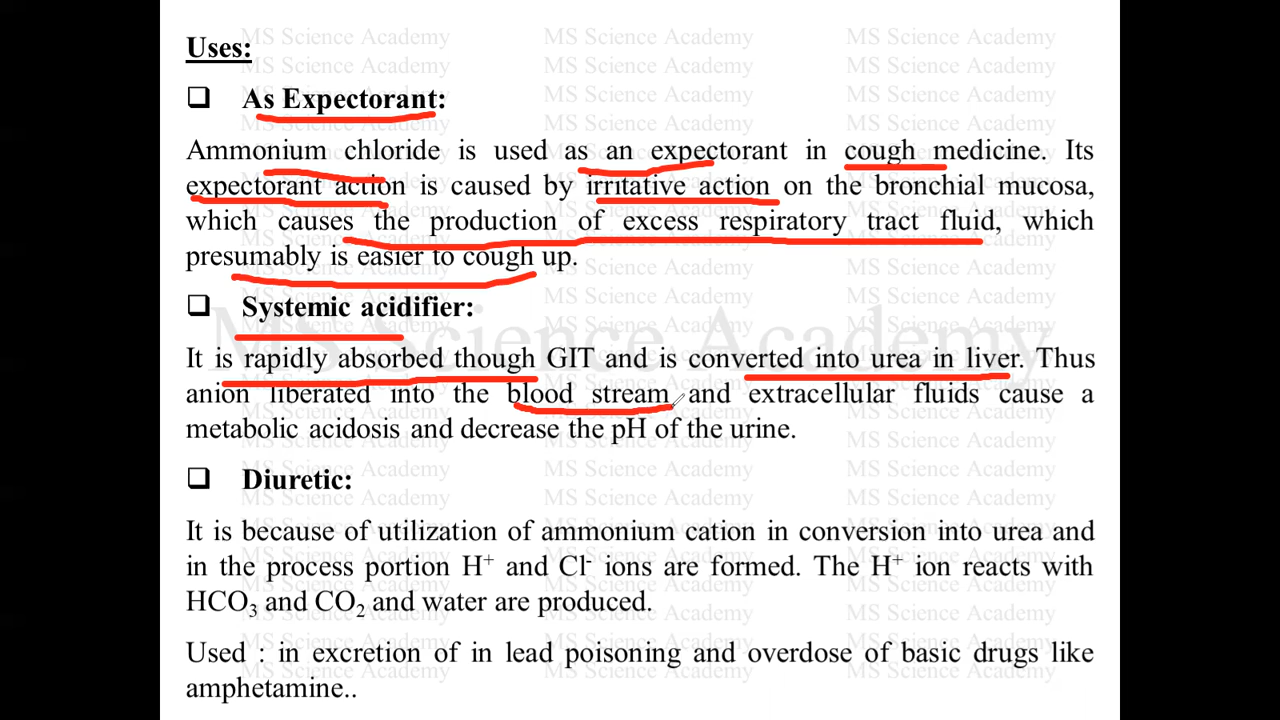 Uses:
❑ As Expectorant:
Ammonium chloride is used as an expectorant in cough medicine. Its
expectorant action is caused by irritative action on the bronchial mucosa,
which causes the production of excess respiratory tract fluid, which
presumably is easier to cough up.
❑ Systemic acidifier:
It is rapidly absorbed though GIT and is converted into urea in liver. Thus
anion liberated into the blood stream and extracellular fluids cause a
metabolic acidosis and decrease the pH of the urine.
❑ Diuretic:
It is because of utilization of ammonium cation in conversion into urea and
in the process portion H⁺ and Cl⁻ ions are formed. The H⁺ ion reacts with
HCO₃ and CO₂ and water are produced.
Used : in excretion of in lead poisoning and overdose of basic drugs like
amphetamine..
MS Science Academy